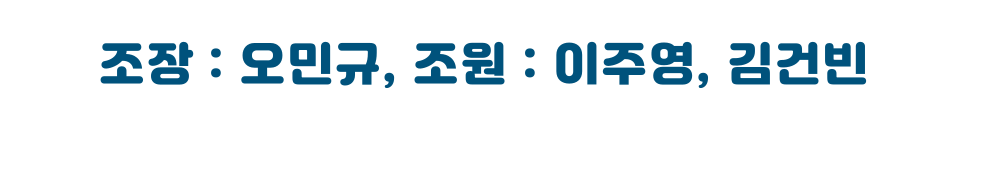 조장 : 오민규, 조원 : 이주영, 김건빈